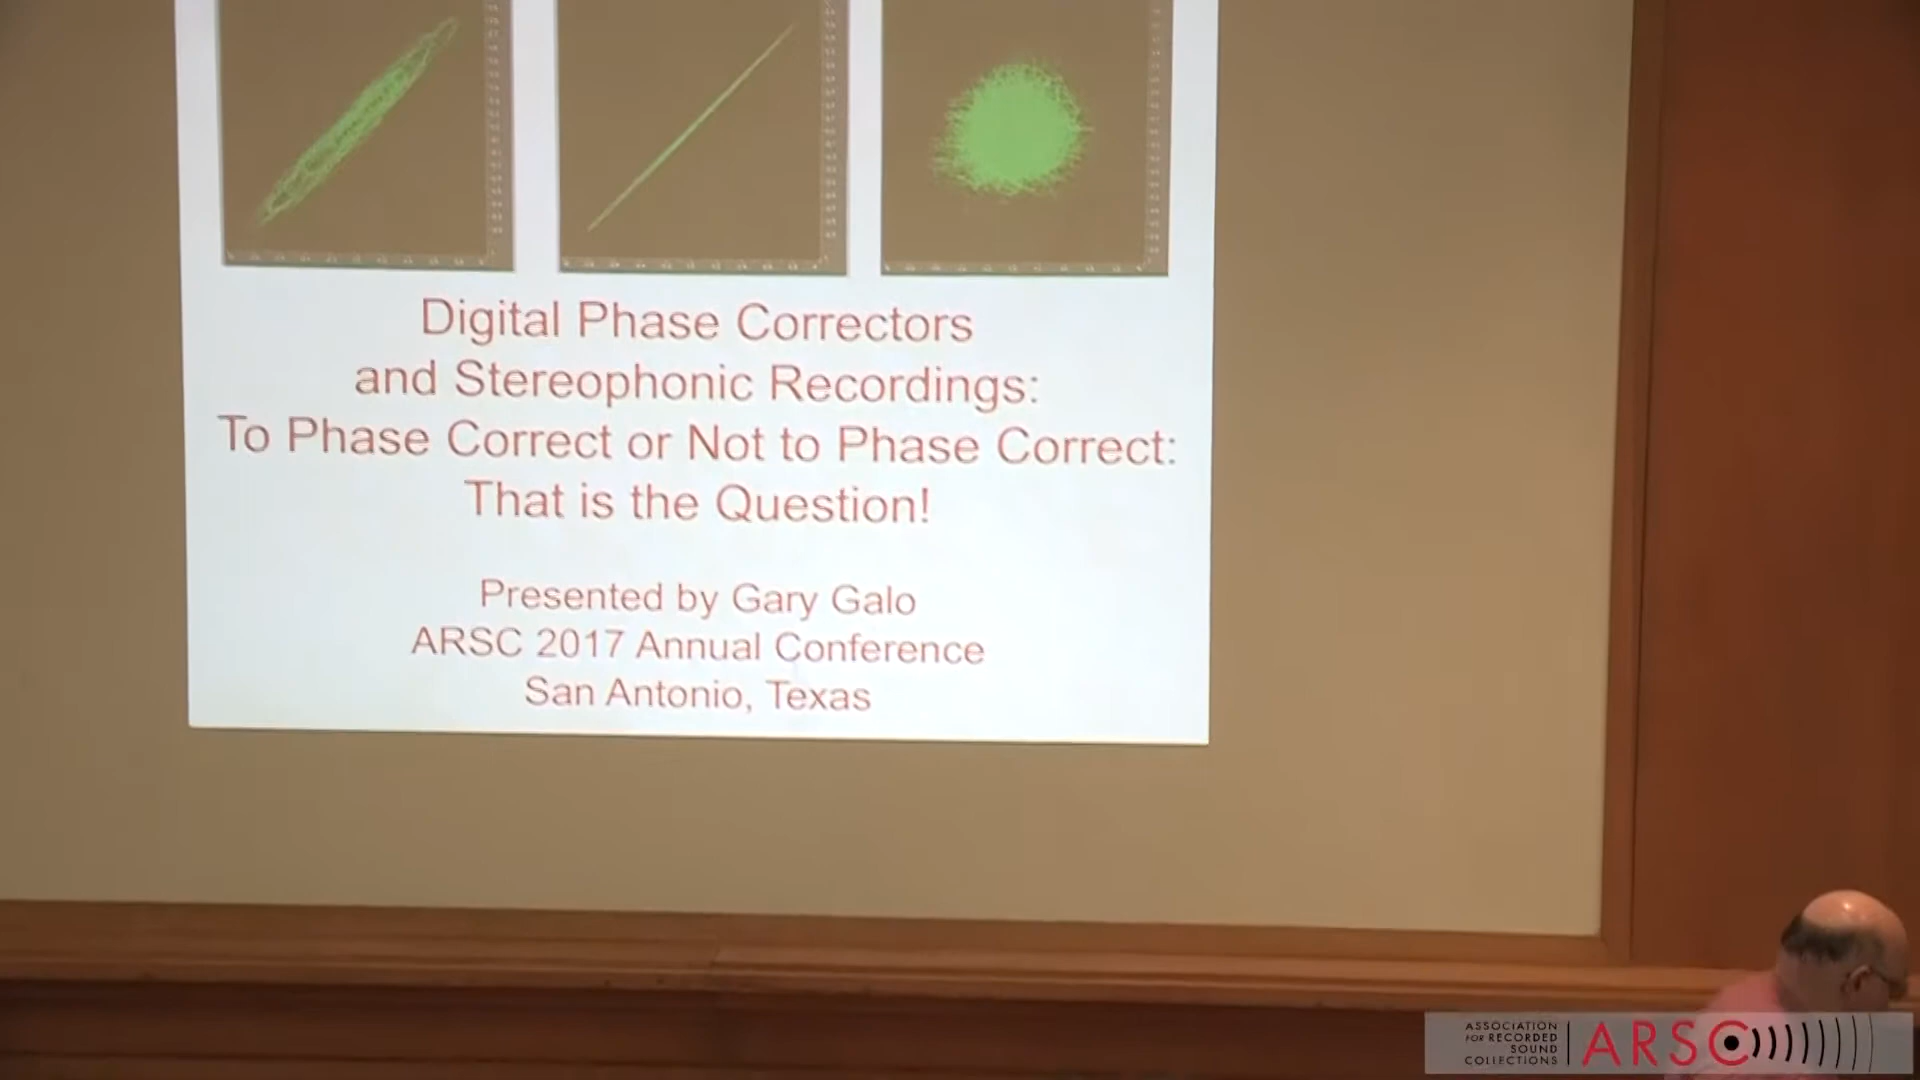 Digital Phase Correctors
and Stereophonic Recordings:
To Phase Correct or Not to Phase Correct:
That is the Question!
Presented by Gary Galo
ARSC 2017 Annual Conference
San Antonio, Texas
ASSOCIATION
FOR RECORDED
SOUND
COLLECTIONS
ARSC